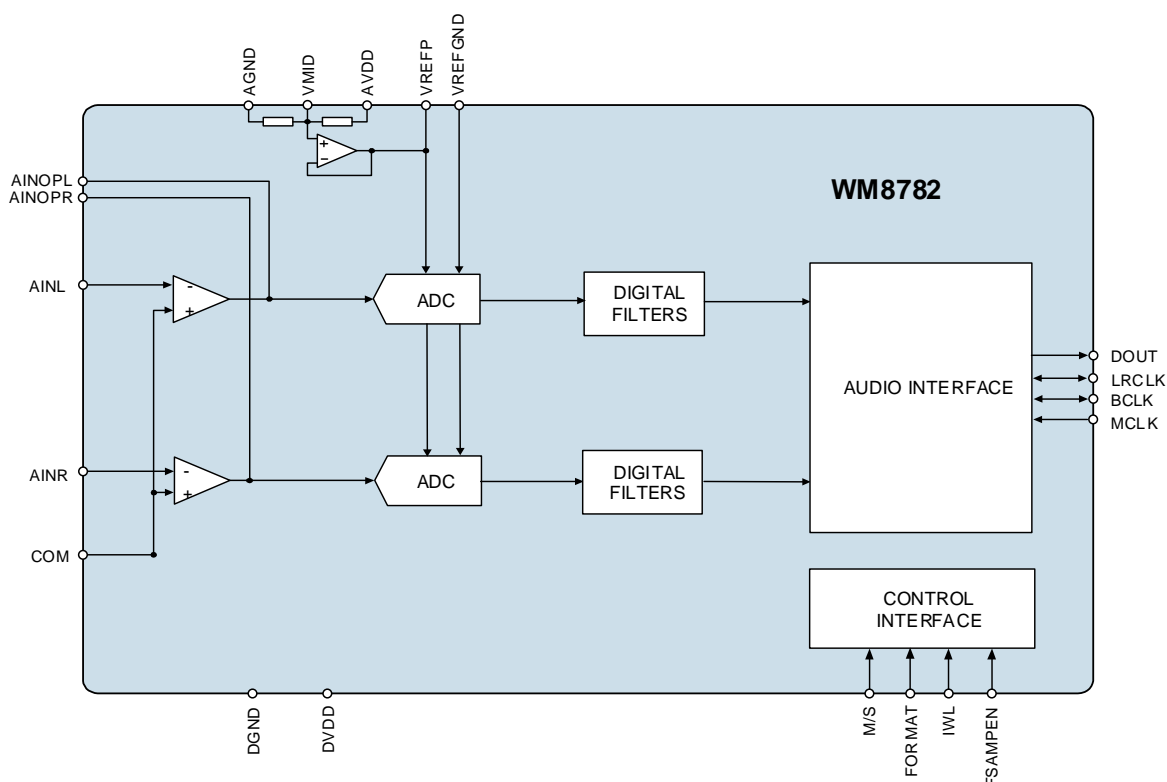 AGND
VMID
AVDD
VREFP
VREFGND
+
-
AINOPL
AINOPR
WM8782
AINL
-
+
ADC
DIGITAL
FILTERS
AUDIO INTERFACE
DOUT
LRCLK
BCLK
MCLK
AINR
-
+
ADC
DIGITAL
FILTERS
COM
CONTROL
INTERFACE
DGND
DVDD
M/S
FORMAT
IWL
FSAMPEN